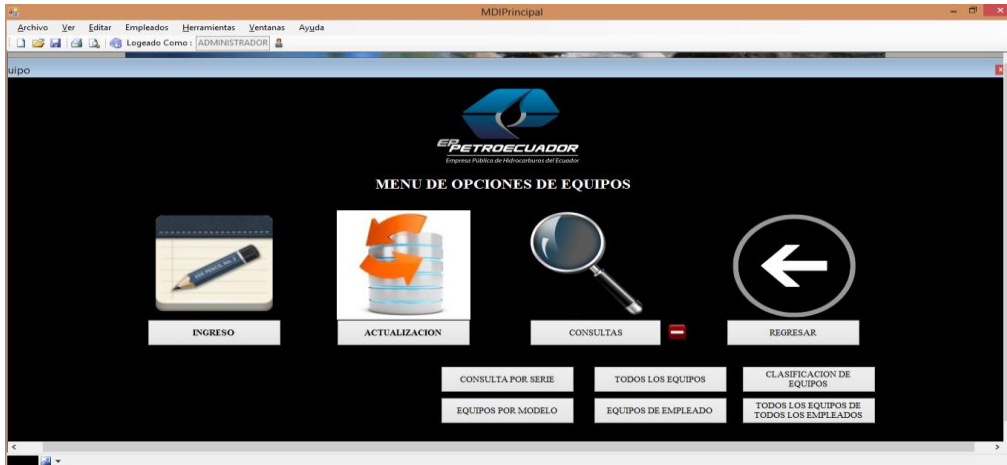 MDIPrincipal
Archivo Ver Editar Empleados Herramientas Ventanas Ayuda
Logeado Como : ADMINISTRADOR
uipo
EP PETROECUADOR
Empresa Pública de Hidrocarburos del Ecuador
MENU DE OPCIONES DE EQUIPOS
INGRESO
ACTUALIZACION
CONSULTAS
REGRESAR
CONSULTA POR SERIE
TODOS LOS EQUIPOS
CLASIFICACION DE
EQUIPOS
EQUIPOS POR MODELO
EQUIPOS DE EMPLEADO
TODOS LOS EQUIPOS DE
TODOS LOS EMPLEADOS